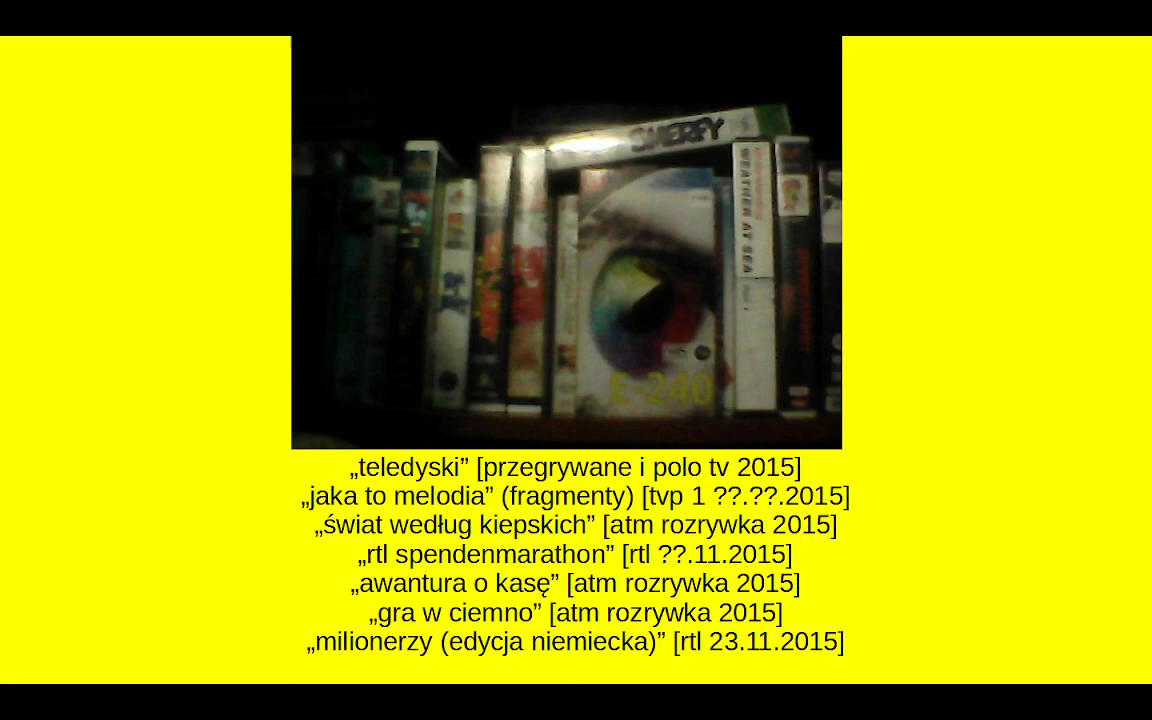 SMERFY
WEATHER AT SEA
E-240
„teledyski” [przegrywane i polo tv 2015]
„jaka to melodia” (fragmenty) [tvp 1 ??.??.2015]
„świat według kiepskich” [atm rozrywka 2015]
„rtl spendenmarathon” [rtl ??.11.2015]
„awantura o kasę” [atm rozrywka 2015]
„gra w ciemno” [atm rozrywka 2015]
„milionerzy (edycja niemiecka)” [rtl 23.11.2015]